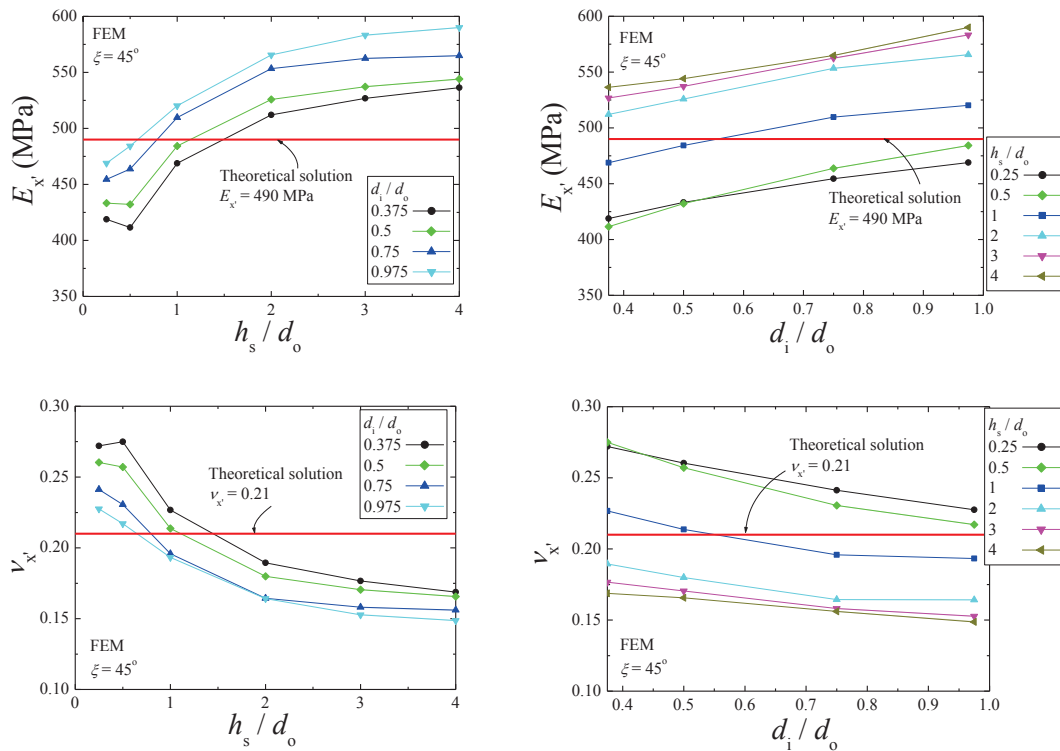 600
550
500
450
400
350
E_x' (MPa)
FEM
ξ = 45°
Theoretical solution
E_x' = 490 MPa
d_i / d_o
0.375
0.5
0.75
0.975
0 1 2 3 4
h_s / d_o
600
550
500
450
400
350
E_x' (MPa)
FEM
ξ = 45°
Theoretical solution
E_x' = 490 MPa
h_s / d_o
0.25
0.5
1
2
3
4
0.4 0.5 0.6 0.7 0.8 0.9 1.0
d_i / d_o
0.30
0.25
0.20
0.15
0.10
ν_x'
d_i / d_o
0.375
0.5
0.75
0.975
Theoretical solution
ν_x' = 0.21
FEM
ξ = 45°
0 1 2 3 4
h_s / d_o
0.30
0.25
0.20
0.15
0.10
ν_x'
Theoretical solution
ν_x' = 0.21
h_s / d_o
0.25
0.5
1
2
3
4
FEM
ξ = 45°
0.4 0.5 0.6 0.7 0.8 0.9 1.0
d_i / d_o